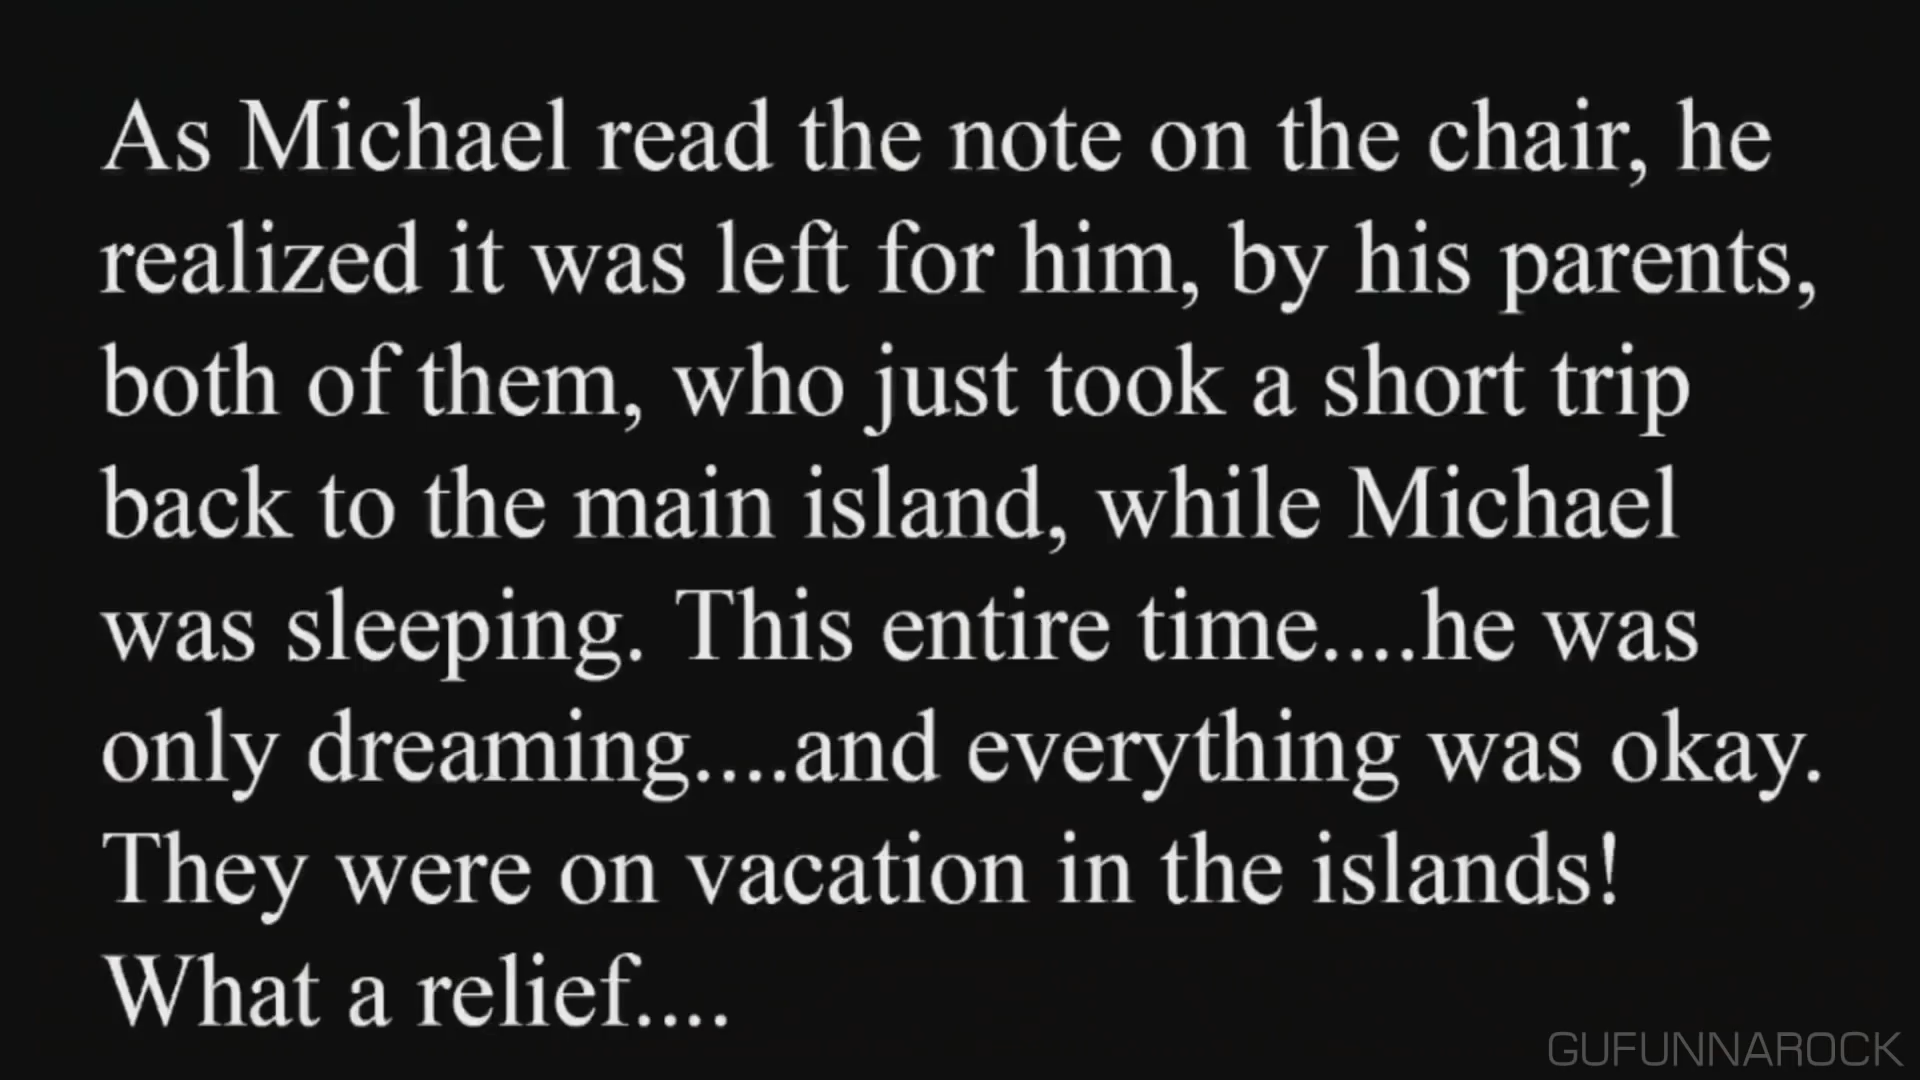 As Michael read the note on the chair, he
realized it was left for him, by his parents,
both of them, who just took a short trip
back to the main island, while Michael
was sleeping. This entire time....he was
only dreaming....and everything was okay.
They were on vacation in the islands!
What a relief....
GUFUNNAROCK